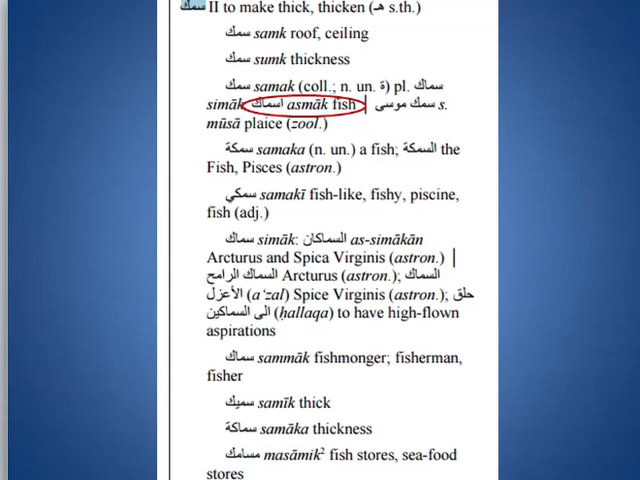 سمك II to make thick, thicken (هـ s.th.)
سمك samk roof, ceiling
سمك sumk thickness
سمك samak (coll.; n. un. ة) pl. سماك
simāk, اسماك asmāk fish | سمك موسى s.
mūsā plaice (zool.)
سمكة samaka (n. un.) a fish; السمكة the
Fish, Pisces (astron.)
سمكي samakī fish-like, fishy, piscine,
fish (adj.)
سماك simāk: السماكان as-simākān
Arcturus and Spica Virginis (astron.) |
السماك الرامح Arcturus (astron.); السماك
الأعزل (a‘zal) Spice Virginis (astron.); حلق
الى السماكين (ḥallaqa) to have high-flown
aspirations
سماك sammāk fishmonger; fisherman,
fisher
سميك samīk thick
سماكة samāka thickness
مسامك masāmik² fish stores, sea-food
stores